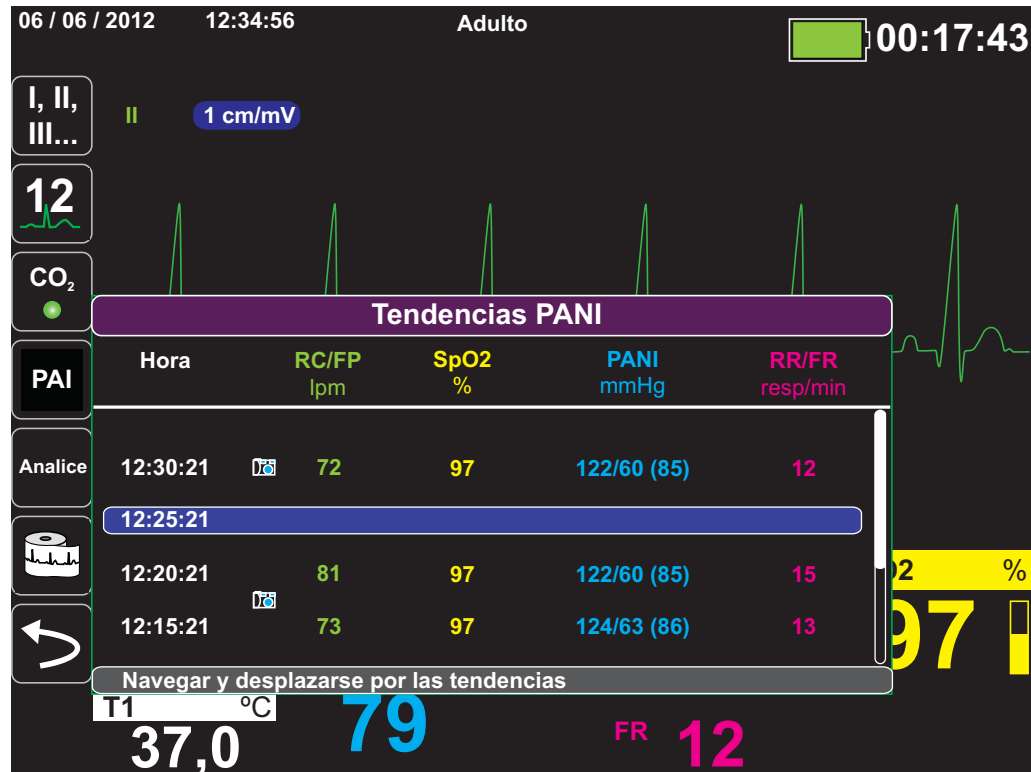 06 / 06 / 2012 12:34:56 Adulto 00:17:43
I, II, III...
II 1 cm/mV
12
CO₂
Tendencias PANI
PAI
Hora RC/FP SpO2 PANI RR/FR
lpm % mmHg resp/min
Analice
12:30:21 72 97 122/60 (85) 12
12:25:21
12:20:21 81 97 122/60 (85) 15
12:15:21 73 97 124/63 (86) 13
2 %
97
Navegar y desplazarse por las tendencias
T1 ºC
37,0
79
FR 12